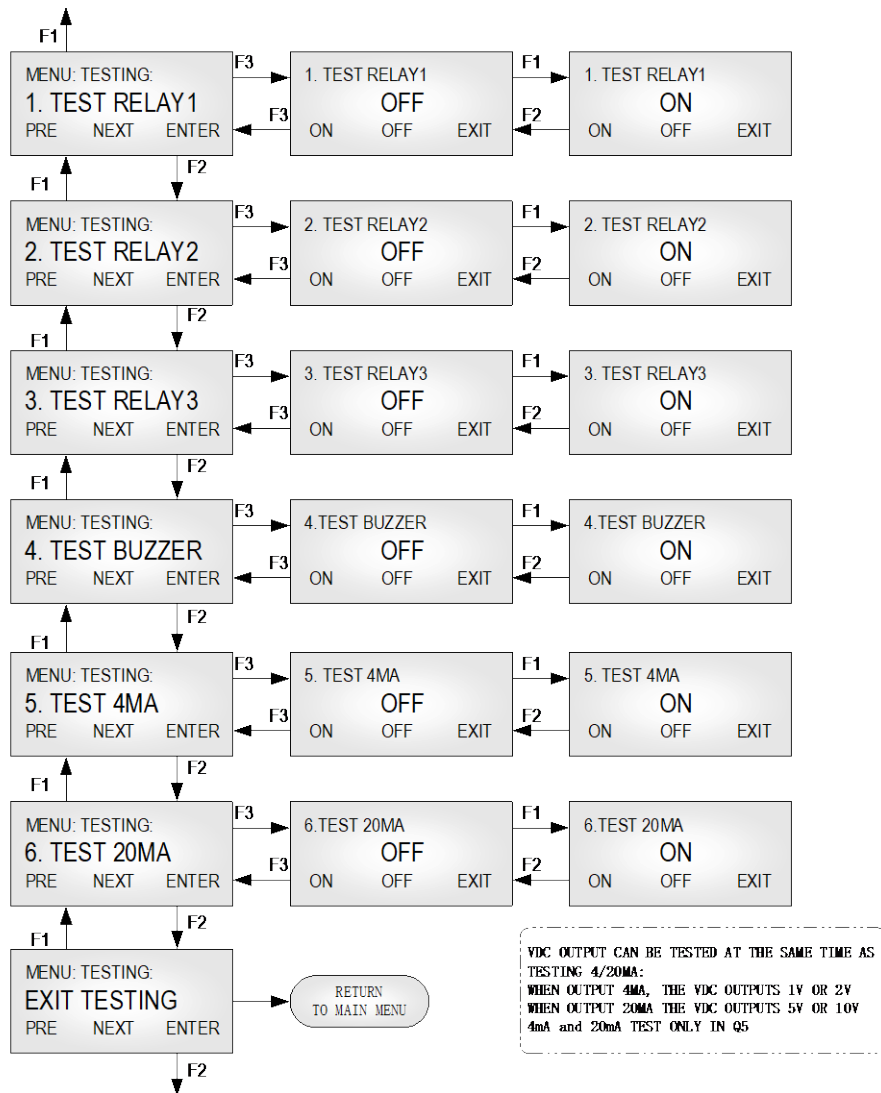 F1
MENU: TESTING:
1. TEST RELAY1
PRE NEXT ENTER
F3
F3
1. TEST RELAY1
OFF
ON OFF EXIT
F1
F2
1. TEST RELAY1
ON
ON OFF EXIT
F1
F2
MENU: TESTING:
2. TEST RELAY2
PRE NEXT ENTER
F3
F3
2. TEST RELAY2
OFF
ON OFF EXIT
F1
F2
2. TEST RELAY2
ON
ON OFF EXIT
F1
F2
MENU: TESTING:
3. TEST RELAY3
PRE NEXT ENTER
F3
F3
3. TEST RELAY3
OFF
ON OFF EXIT
F1
F2
3. TEST RELAY3
ON
ON OFF EXIT
F1
F2
MENU: TESTING:
4. TEST BUZZER
PRE NEXT ENTER
F3
F3
4.TEST BUZZER
OFF
ON OFF EXIT
F1
F2
4.TEST BUZZER
ON
ON OFF EXIT
F1
F2
MENU: TESTING:
5. TEST 4MA
PRE NEXT ENTER
F3
F3
5. TEST 4MA
OFF
ON OFF EXIT
F1
F2
5. TEST 4MA
ON
ON OFF EXIT
F1
F2
MENU: TESTING:
6. TEST 20MA
PRE NEXT ENTER
F3
F3
6.TEST 20MA
OFF
ON OFF EXIT
F1
F2
6.TEST 20MA
ON
ON OFF EXIT
F1
F2
MENU: TESTING:
EXIT TESTING
PRE NEXT ENTER
RETURN
TO MAIN MENU
F2
VDC OUTPUT CAN BE TESTED AT THE SAME TIME AS
TESTING 4/20MA:
WHEN OUTPUT 4MA, THE VDC OUTPUTS 1V OR 2V
WHEN OUTPUT 20MA THE VDC OUTPUTS 5V OR 10V
4mA and 20mA TEST ONLY IN Q5